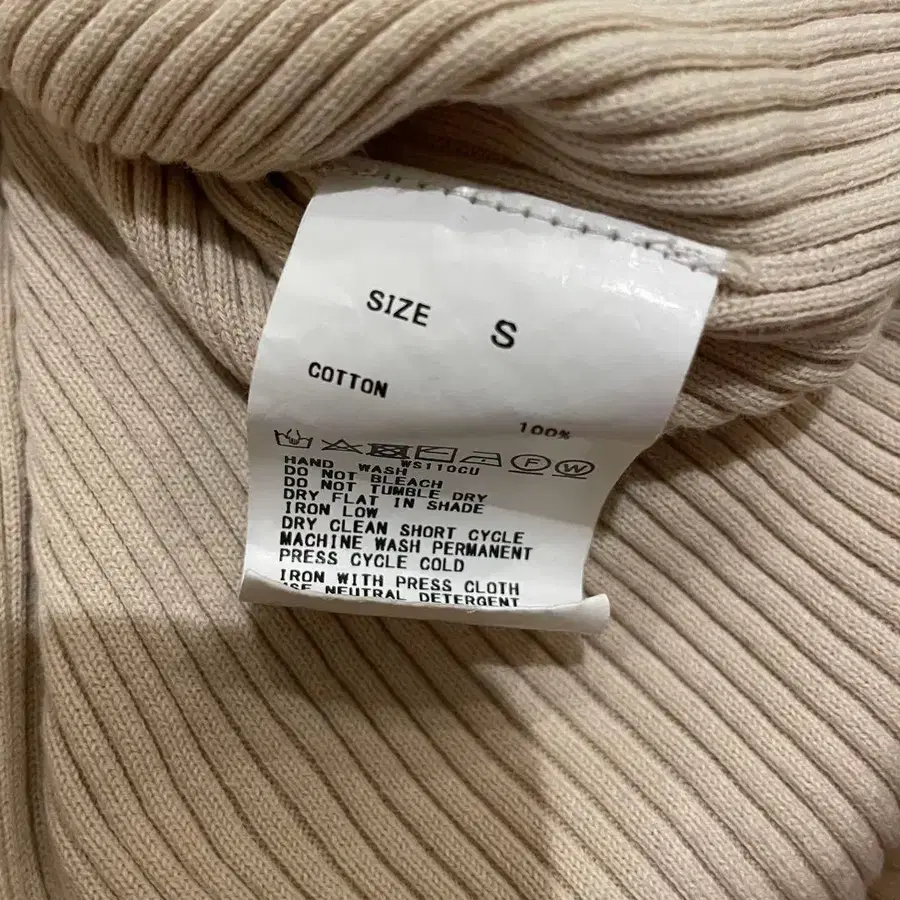 SIZE S
COTTON
100%
F W
WS110CU
HAND WASH
DO NOT BLEACH
DO NOT TUMBLE DRY
DRY FLAT IN SHADE
IRON LOW
DRY CLEAN SHORT CYCLE
MACHINE WASH PERMANENT
PRESS CYCLE COLD
IRON WITH PRESS CLOTH
USE NEUTRAL DETERGENT